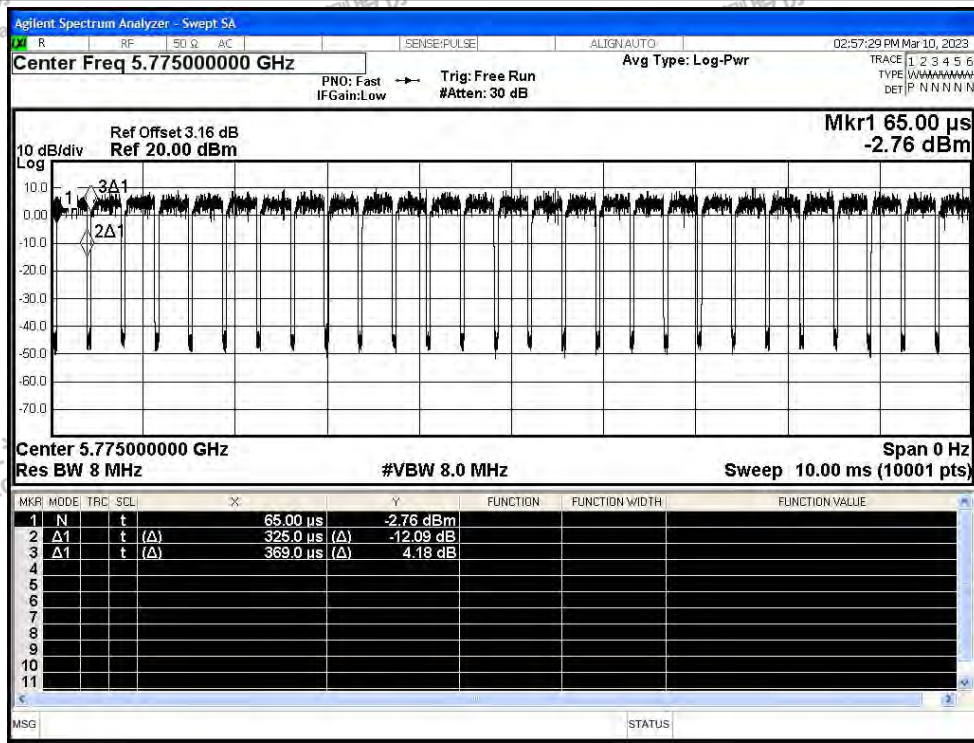 Agilent Spectrum Analyzer - Swept SA
LXI R RF 50 Ω AC SENSE:PULSE ALIGN AUTO 02:57:29 PM Mar 10, 2023
Center Freq 5.775000000 GHz Avg Type: Log-Pwr TRACE 1 2 3 4 5 6
PNO: Fast Trig: Free Run TYPE WWWWWW
IFGain:Low #Atten: 30 dB DET P N N N N N
Ref Offset 3.16 dB Mkr1 65.00 µs
10 dB/div Ref 20.00 dBm -2.76 dBm
Log
10.0 1 3Δ1
0.00
2Δ1
-10.0
-20.0
-30.0
-40.0
-50.0
-60.0
-70.0
Center 5.775000000 GHz Span 0 Hz
Res BW 8 MHz #VBW 8.0 MHz Sweep 10.00 ms (10001 pts)
MKR MODE TRC SCL X Y FUNCTION FUNCTION WIDTH FUNCTION VALUE
1 N t 65.00 µs -2.76 dBm
2 Δ1 t (Δ) 325.0 µs (Δ) -12.09 dB
3 Δ1 t (Δ) 369.0 µs (Δ) 4.18 dB
4
5
6
7
8
9
10
11
MSG STATUS